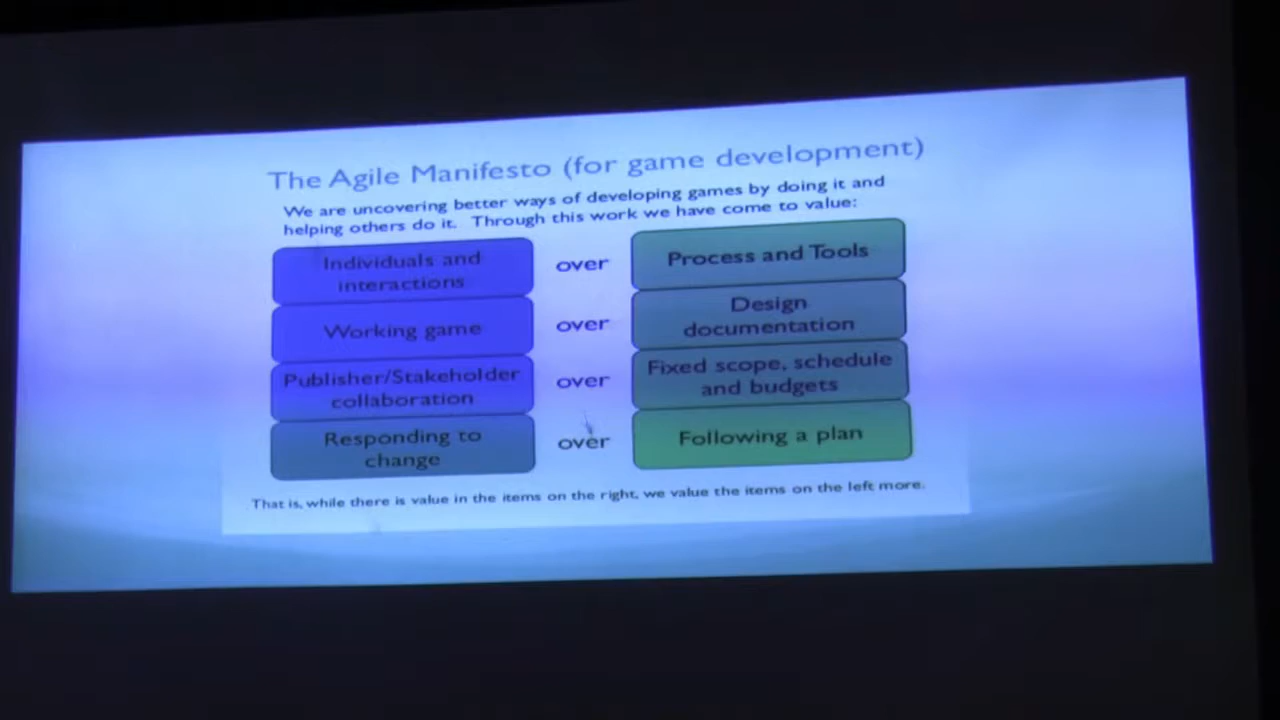 The Agile Manifesto (for game development)
We are uncovering better ways of developing games by doing it and
helping others do it. Through this work we have come to value:
Individuals and
interactions
over
Process and Tools
Working game
over
Design
documentation
Publisher/Stakeholder
collaboration
over
Fixed scope, schedule
and budgets
Responding to
change
over
Following a plan
That is, while there is value in the items on the right, we value the items on the left more.